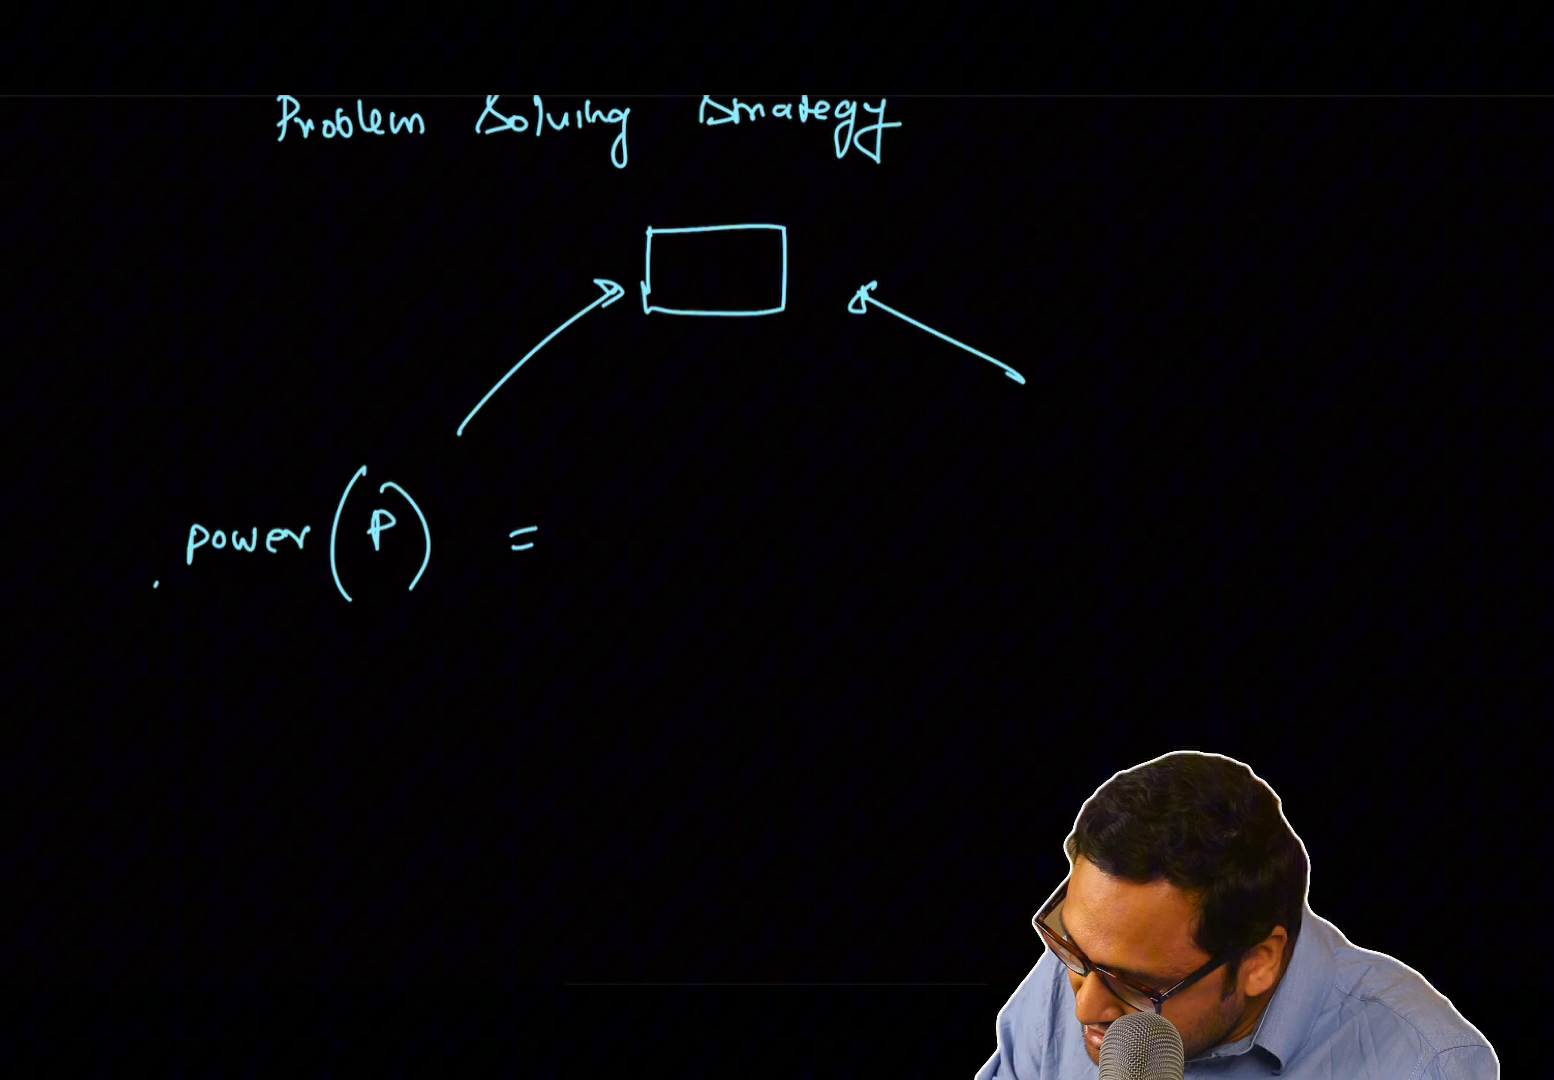 Problem Solving Strategy
power (P) =